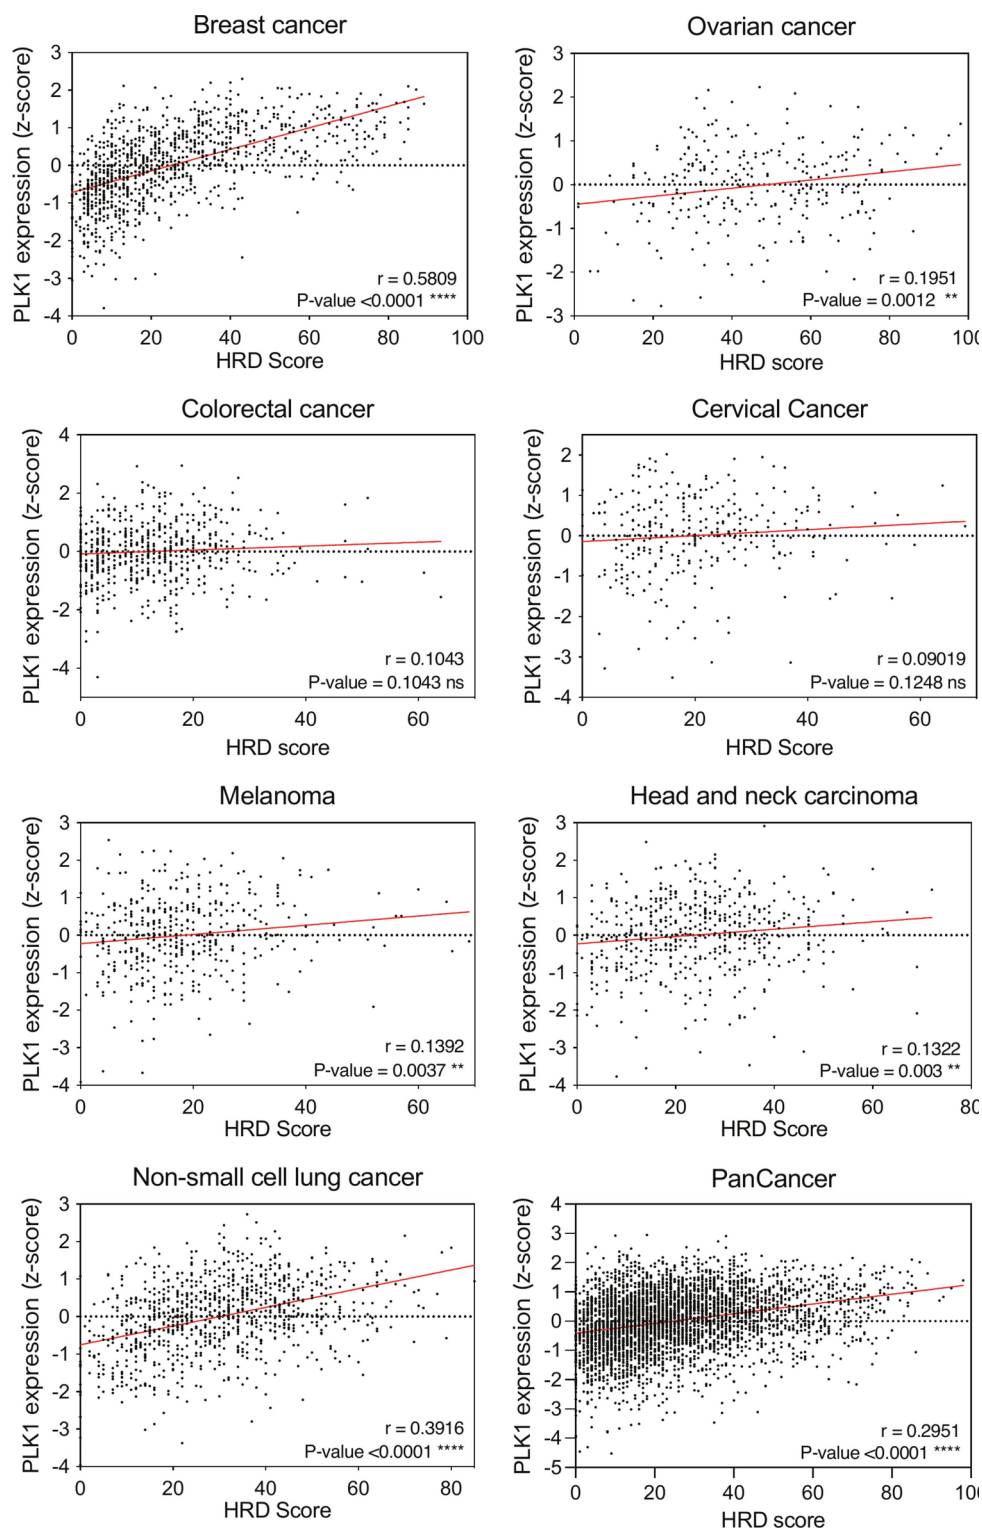 Breast cancer
PLK1 expression (z-score)
3
2
1
0
-1
-2
-3
-4
r = 0.5809
P-value <0.0001 ****
0 20 40 60 80 100
HRD Score
Ovarian cancer
PLK1 expression (z-score)
3
2
1
0
-1
-2
-3
r = 0.1951
P-value = 0.0012 **
0 20 40 60 80 100
HRD score
Colorectal cancer
PLK1 expression (z-score)
4
2
0
-2
-4
r = 0.1043
P-value = 0.1043 ns
0 20 40 60
HRD score
Cervical Cancer
PLK1 expression (z-score)
2
1
0
-1
-2
-3
-4
r = 0.09019
P-value = 0.1248 ns
0 20 40 60
HRD Score
Melanoma
PLK1 expression (z-score)
3
2
1
0
-1
-2
-3
-4
r = 0.1392
P-value = 0.0037 **
0 20 40 60
HRD Score
Head and neck carcinoma
PLK1 expression (z-score)
3
2
1
0
-1
-2
-3
-4
r = 0.1322
P-value = 0.003 **
0 20 40 60 80
HRD Score
Non-small cell lung cancer
PLK1 expression (z-score)
3
2
1
0
-1
-2
-3
-4
r = 0.3916
P-value <0.0001 ****
0 20 40 60 80
HRD Score
PanCancer
PLK1 expression (z-score)
4
3
2
1
0
-1
-2
-3
-4
-5
r = 0.2951
P-value <0.0001 ****
0 20 40 60 80 100
HRD score